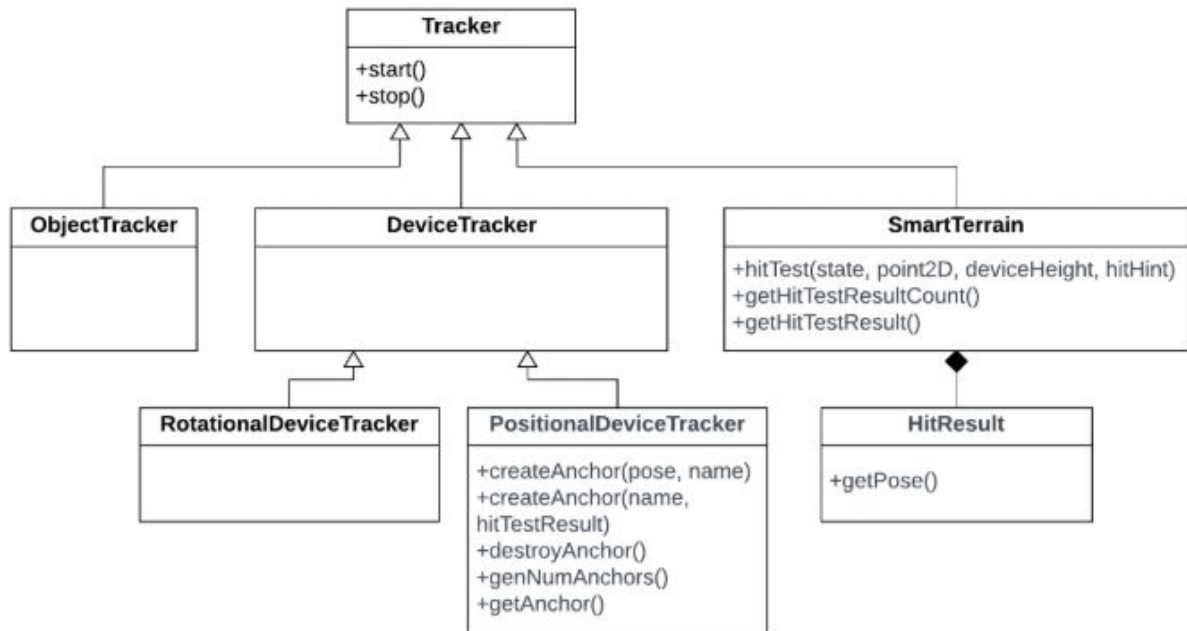 Tracker
+start()
+stop()
ObjectTracker
DeviceTracker
SmartTerrain
+hitTest(state, point2D, deviceHeight, hitHint)
+getHitTestResultCount()
+getHitTestResult()
RotationalDeviceTracker
PositionalDeviceTracker
+createAnchor(pose, name)
+createAnchor(name,
hitTestResult)
+destroyAnchor()
+genNumAnchors()
+getAnchor()
HitResult
+getPose()